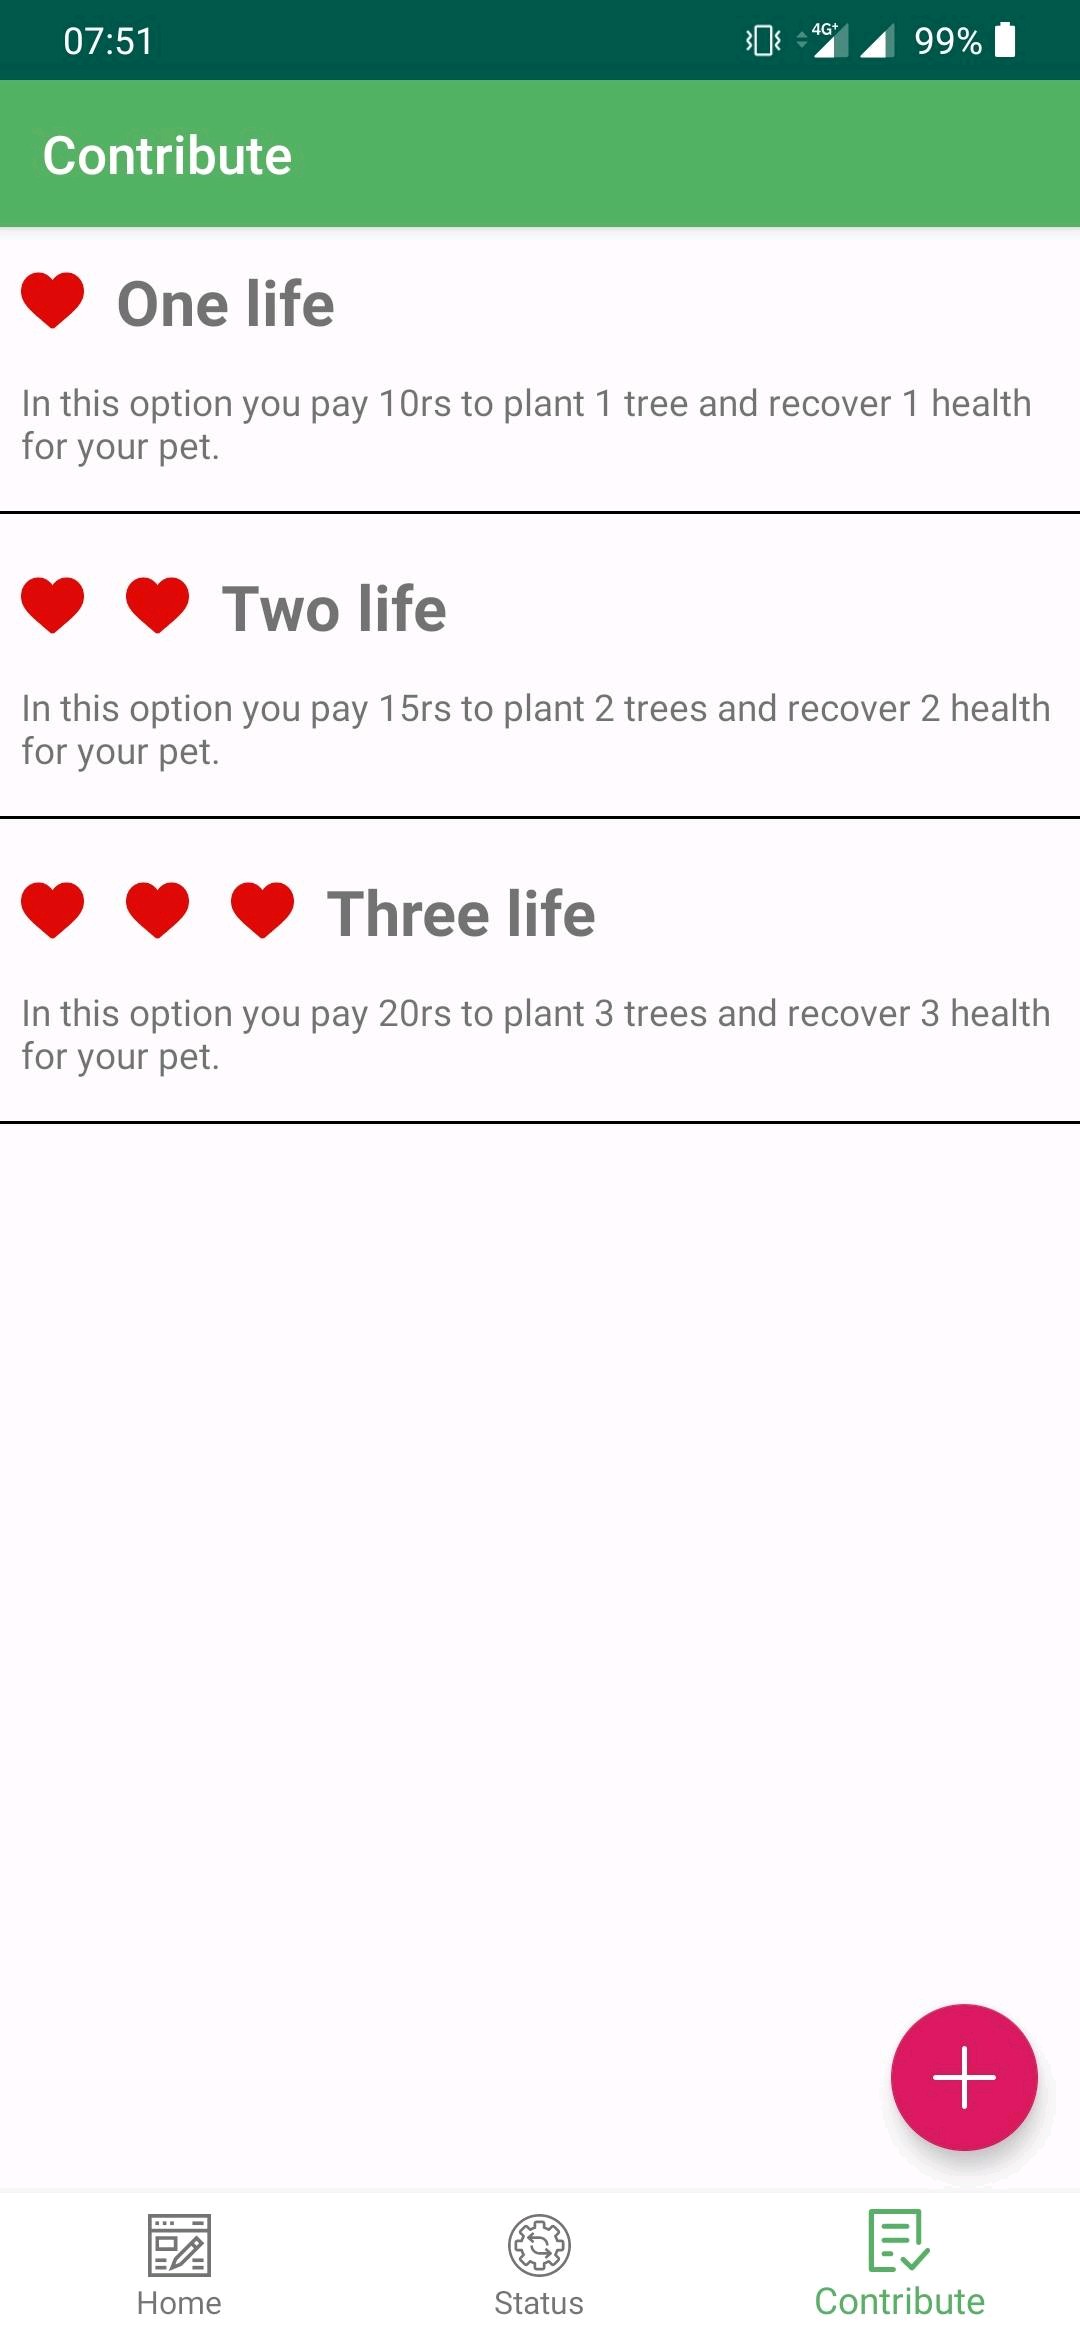 07:51
4G+
99%
Contribute
One life
In this option you pay 10rs to plant 1 tree and recover 1 health
for your pet.
Two life
In this option you pay 15rs to plant 2 trees and recover 2 health
for your pet.
Three life
In this option you pay 20rs to plant 3 trees and recover 3 health
for your pet.
Home
Status
Contribute